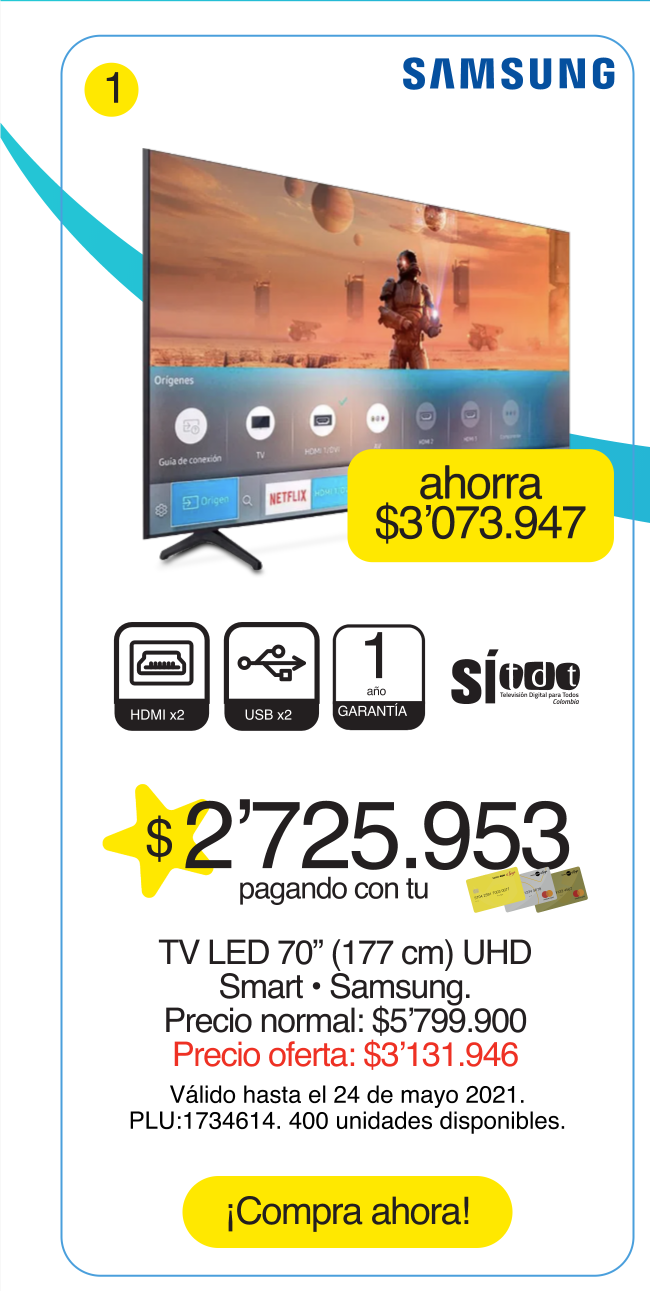 1
SAMSUNG
Orígenes
Guía de conexión
TV
HDMI 1/DVI
HDMI 2
Origen
NETFLIX
ahorra
$3'073.947
HDMI x2
USB x2
1
año
GARANTÍA
SÍ tdt
Televisión Digital para Todos
Colombia
$ 2'725.953
pagando con tu
TV LED 70” (177 cm) UHD
Smart • Samsung.
Precio normal: $5'799.900
Precio oferta: $3'131.946
Válido hasta el 24 de mayo 2021.
PLU:1734614. 400 unidades disponibles.
¡Compra ahora!